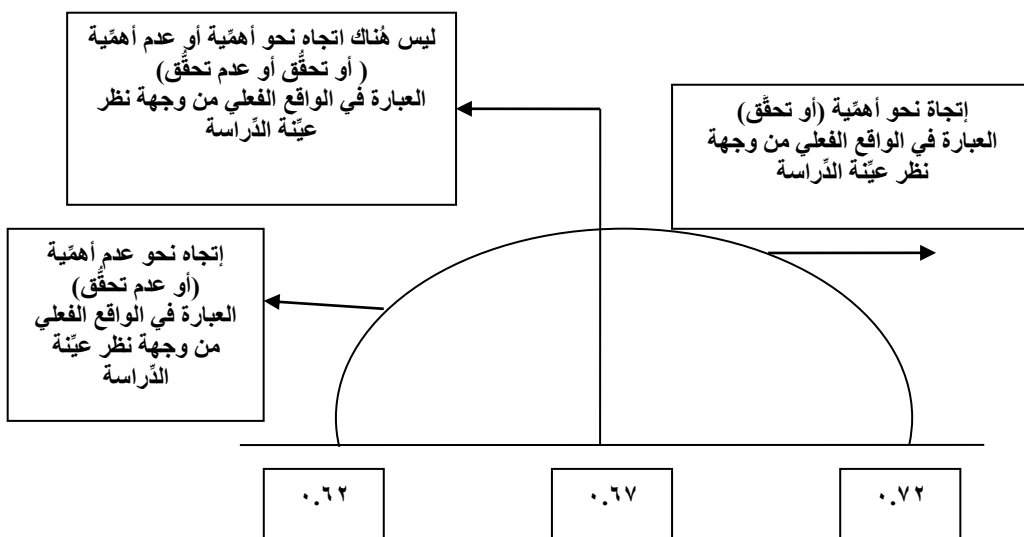 ليس هُناك اتجاه نحو أهمِّية أو عدم أهمِّية
( أو تحقُّق أو عدم تحقُّق)
العبارة في الواقع الفعلي من وجهة نظر
عيِّنة الدِّراسة
إتجاة نحو أهمِّية (أو تحقُّق)
العبارة في الواقع الفعلي من وجهة
نظر عيِّنة الدِّراسة
إتجاه نحو عدم أهمِّية
(أو عدم تحقُّق)
العبارة في الواقع الفعلي
من وجهة نظر عيِّنة
الدِّراسة
٠.٦٢
٠.٦٧
٠.٧٢